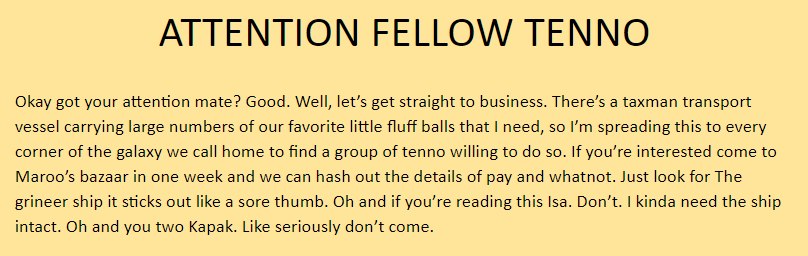 ATTENTION FELLOW TENNO
Okay got your attention mate? Good. Well, let’s get straight to business. There’s a taxman transport
vessel carrying large numbers of our favorite little fluff balls that I need, so I’m spreading this to every
corner of the galaxy we call home to find a group of tenno willing to do so. If you’re interested come to
Maroo’s bazaar in one week and we can hash out the details of pay and whatnot. Just look for The
grineer ship it sticks out like a sore thumb. Oh and if you’re reading this Isa. Don’t. I kinda need the ship
intact. Oh and you two Kapak. Like seriously don’t come.